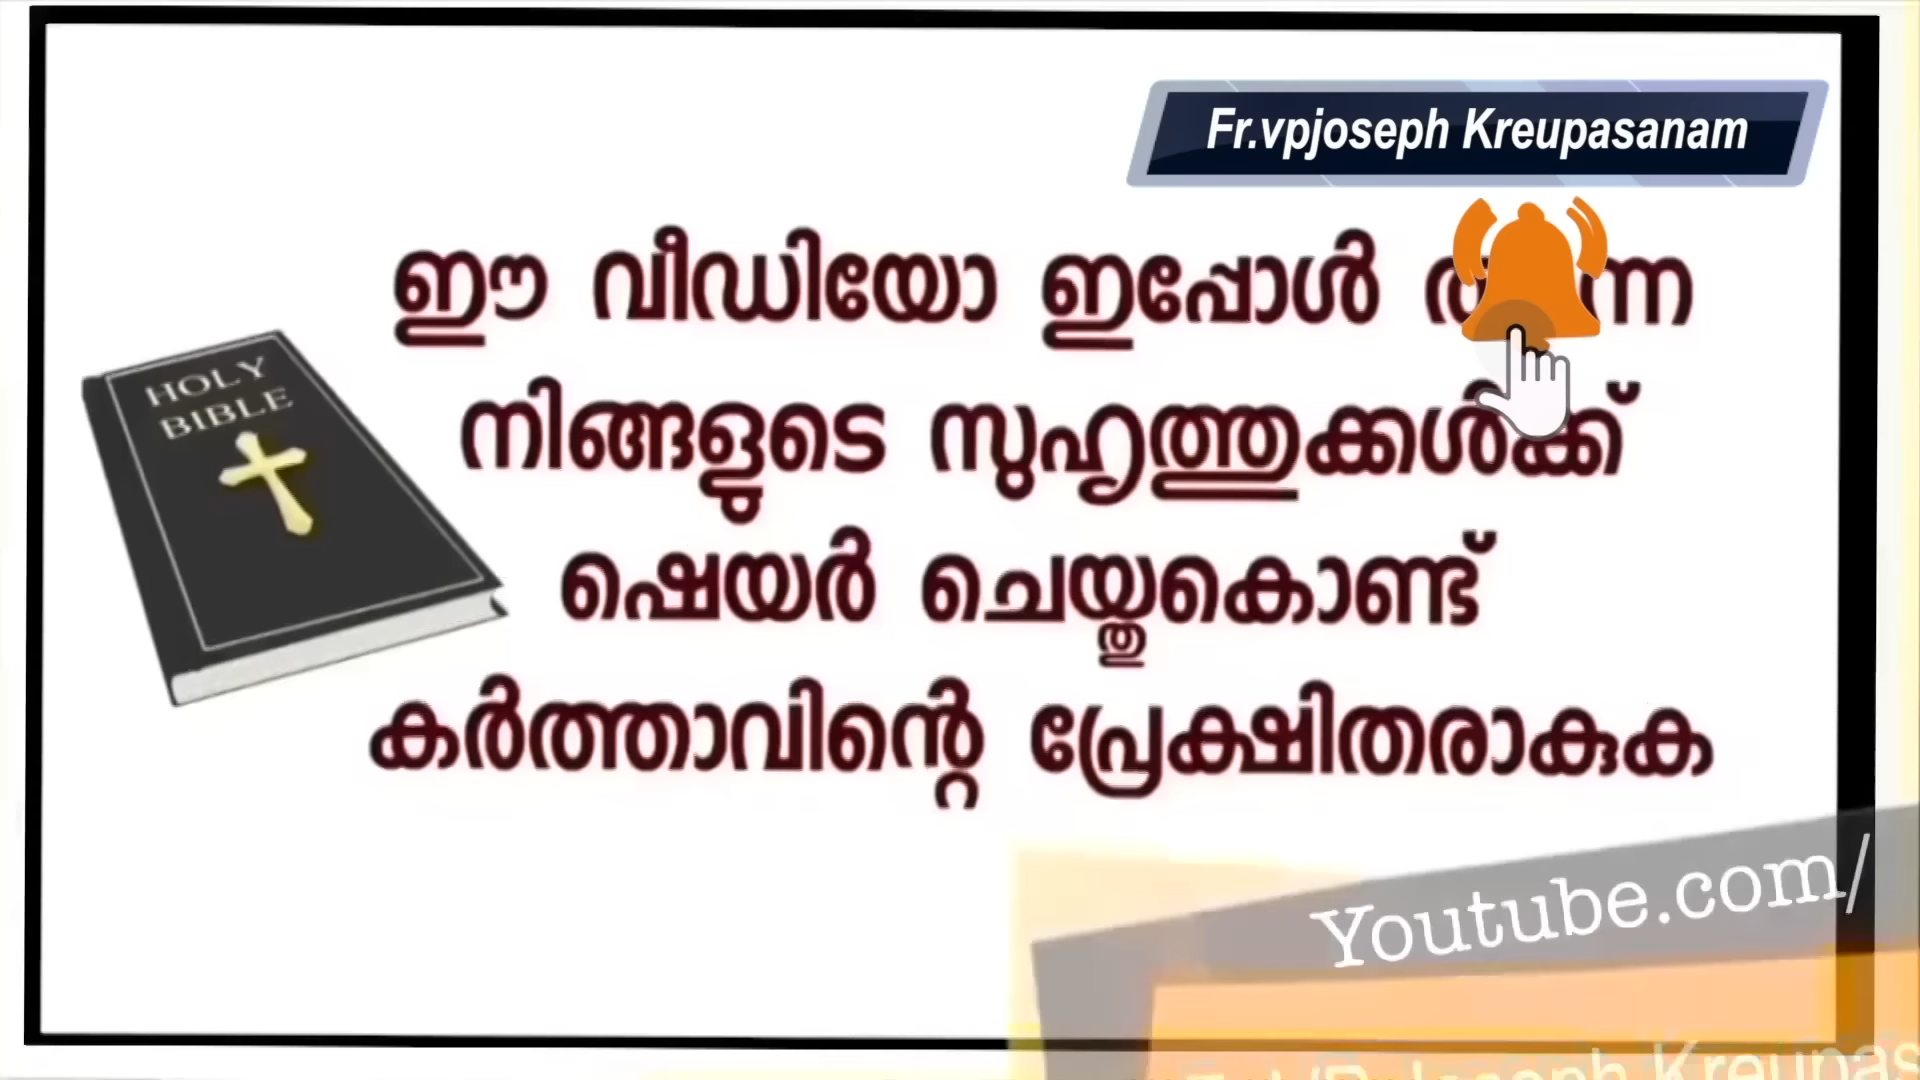 Fr.vpjoseph Kreupasanam
ഈ വീഡിയോ ഇപ്പോൾ
നിങ്ങളുടെ സുഹൃത്തുക്കൾക്ക്
ഷെയർ ചെയ്തുകൊണ്ട്
കർത്താവിന്റെ പ്രേക്ഷിതരാകുക
HOLY
BIBLE
Youtube.com/